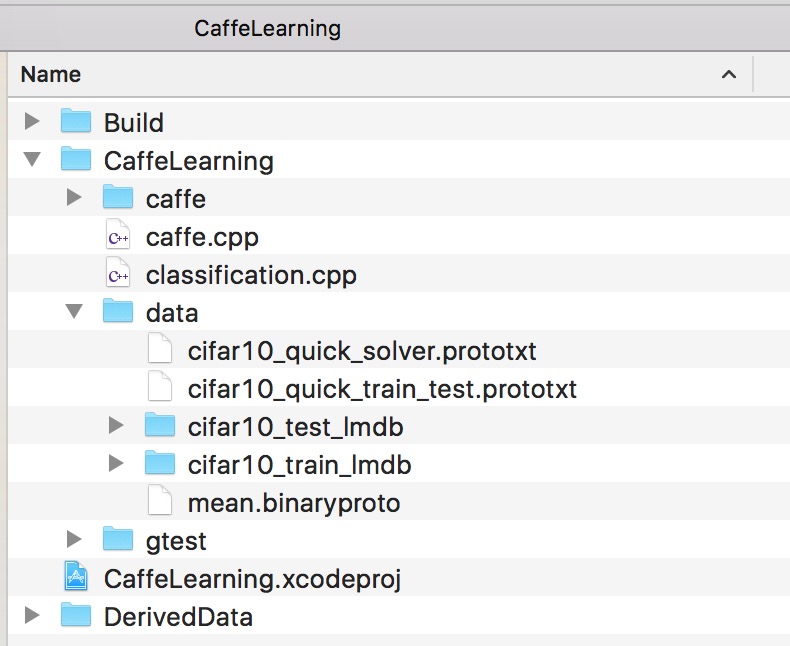 CaffeLearning
Name
Build
CaffeLearning
caffe
C++ caffe.cpp
C++ classification.cpp
data
cifar10_quick_solver.prototxt
cifar10_quick_train_test.prototxt
cifar10_test_lmdb
cifar10_train_lmdb
mean.binaryproto
gtest
CaffeLearning.xcodeproj
DerivedData